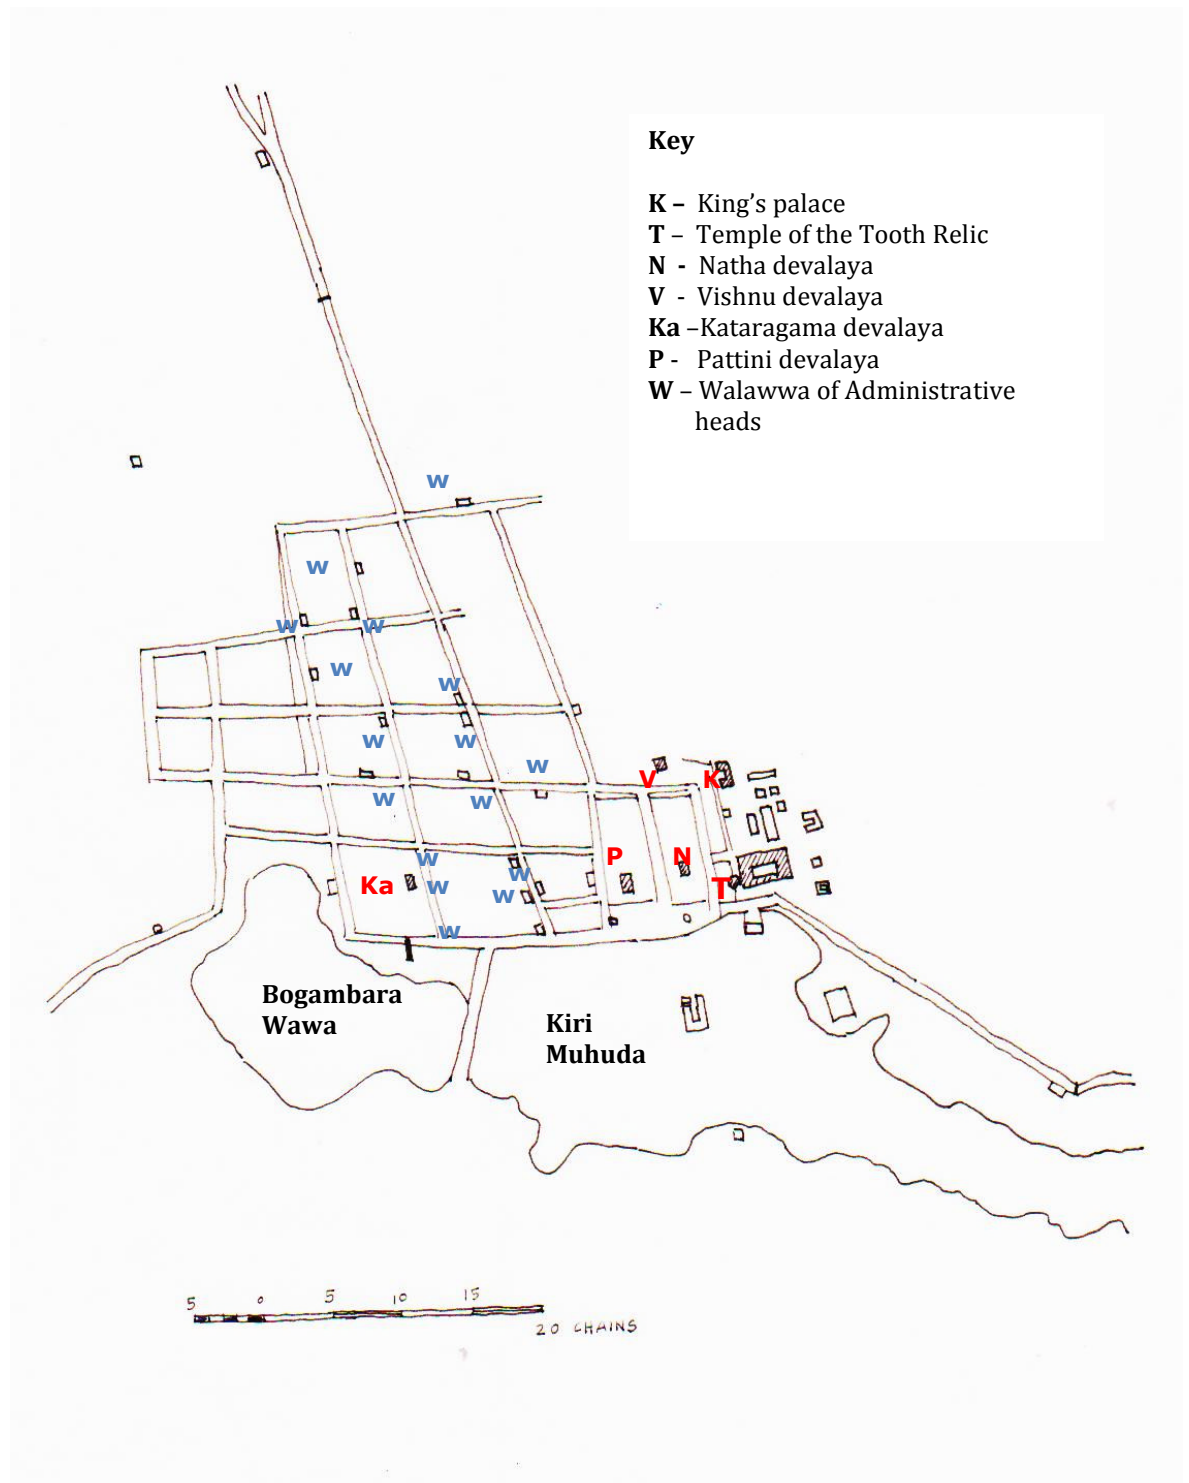 Key
K – King’s palace
T – Temple of the Tooth Relic
N - Natha devalaya
V - Vishnu devalaya
Ka –Kataragama devalaya
P - Pattini devalaya
W – Walawwa of Administrative
heads
W
W
W W
W
W
W W
W
W W
V K
W
P N
W
Ka W
W
T
W
W
Bogambara
Wawa
Kiri
Muhuda
5 0 5 10 15
20 CHAINS